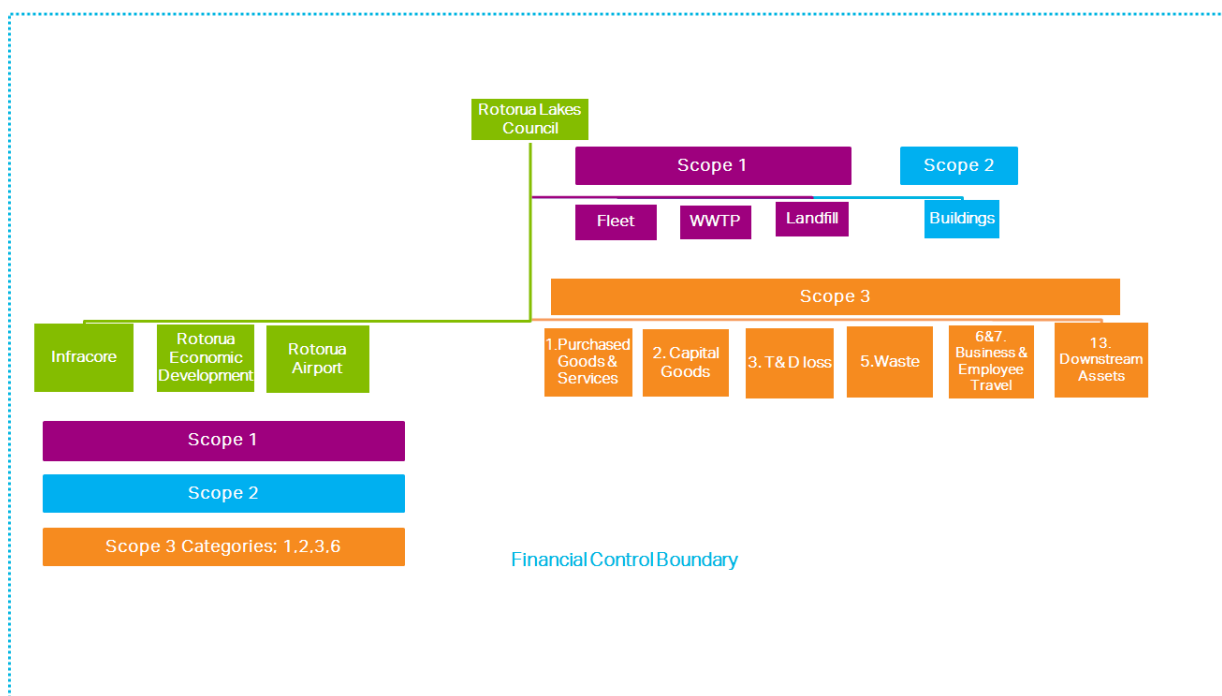 Rotorua Lakes
Council
Scope 1
Scope 2
Fleet
WWTP
Landfill
Buildings
Scope 3
Infracore
Rotorua
Economic
Development
Rotorua
Airport
1.Purchased
Goods &
Services
2. Capital
Goods
3. T&D loss
5.Waste
6&7.
Business &
Employee
Travel
13.
Downstream
Assets
Scope 1
Scope 2
Scope 3 Categories; 1,2,3,6
Financial Control Boundary